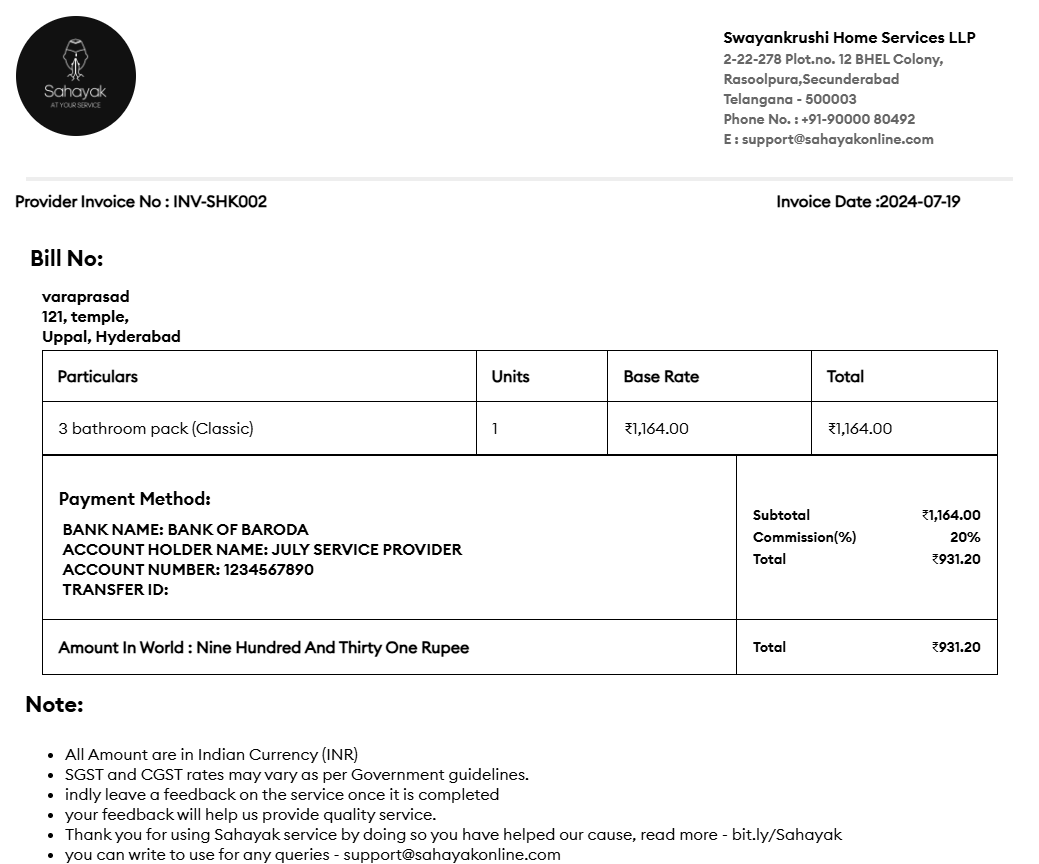 Sahayak
AT YOUR SERVICE
Swayankrushi Home Services LLP
2-22-278 Plot.no. 12 BHEL Colony,
Rasoolpura,Secunderabad
Telangana - 500003
Phone No. : +91-90000 80492
E : support@sahayakonline.com
Provider Invoice No : INV-SHK002
Invoice Date :2024-07-19
Bill No:
varaprasad
121, temple,
Uppal, Hyderabad
Particulars Units Base Rate Total
3 bathroom pack (Classic) 1 ₹1,164.00 ₹1,164.00
Payment Method:
BANK NAME: BANK OF BARODA
ACCOUNT HOLDER NAME: JULY SERVICE PROVIDER
ACCOUNT NUMBER: 1234567890
TRANSFER ID:
Subtotal ₹1,164.00
Commission(%) 20%
Total ₹931.20
Amount In World : Nine Hundred And Thirty One Rupee
Total ₹931.20
Note:
All Amount are in Indian Currency (INR)
SGST and CGST rates may vary as per Government guidelines.
indly leave a feedback on the service once it is completed
your feedback will help us provide quality service.
Thank you for using Sahayak service by doing so you have helped our cause, read more - bit.ly/Sahayak
you can write to use for any queries - support@sahayakonline.com